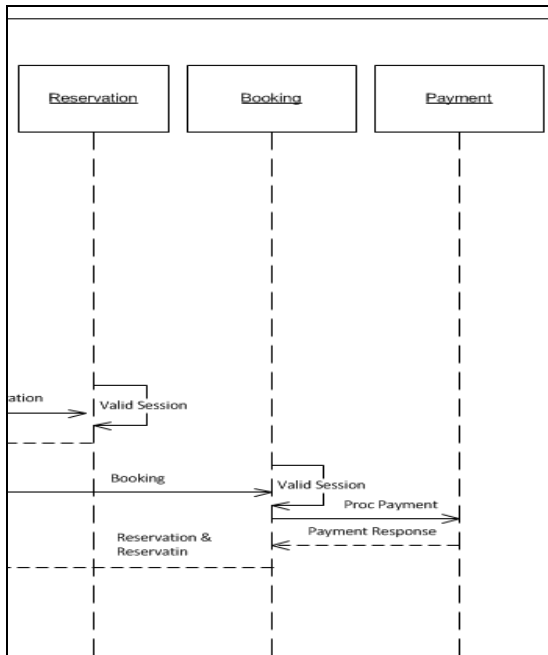 Reservation
Booking
Payment
ation
Valid Session
Booking
Valid Session
Proc Payment
Payment Response
Reservation &
Reservatin